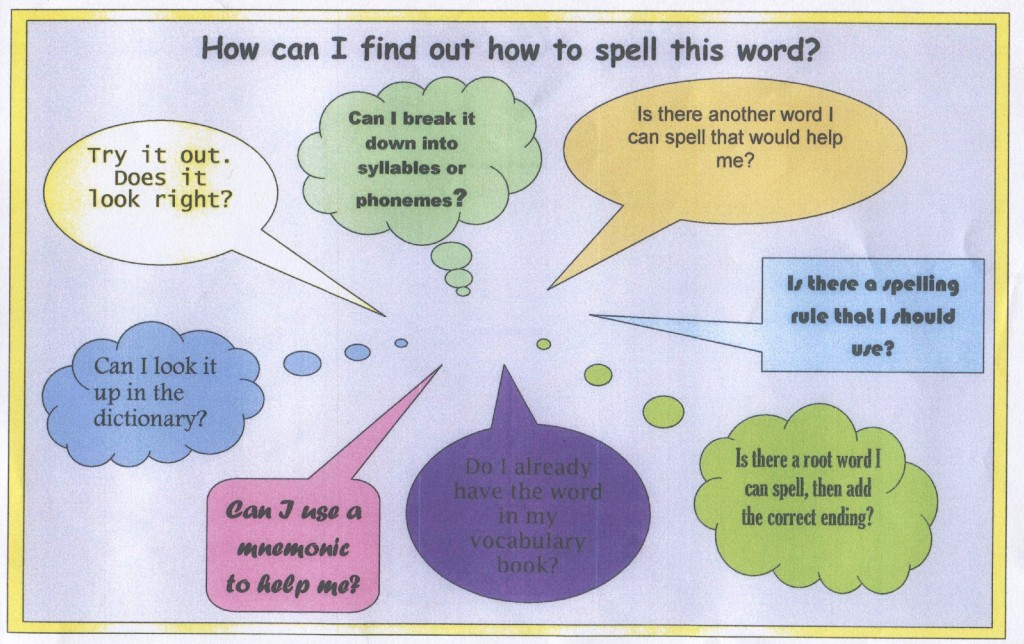 How can I find out how to spell this word?
Try it out.
Does it
look right?
Can I break it
down into
syllables or
phonemes?
Is there another word I
can spell that would help
me?
Is there a spelling
rule that I should
use?
Can I look it
up in the
dictionary?
Can I use a
mnemonic
to help me?
Do I already
have the word
in my
vocabulary
book?
Is there a root word I
can spell, then add
the correct ending?